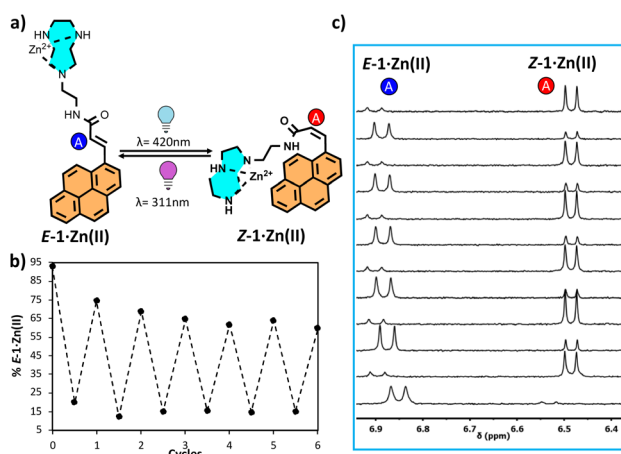 a)
HN
NH
Zn²⁺
N
NH
O
A
λ= 420nm
λ= 311nm
E-1·Zn(II)
A
O
NH
N
HN
Zn²⁺
N
H
Z-1·Zn(II)
b)
% E-1·Zn(II)
95
85
75
65
55
45
35
25
15
5
0
1
2
3
4
5
6
Cycles
c)
E-1·Zn(II)
Z-1·Zn(II)
A
A
6.9
6.8
6.7
6.6
6.5
6.4
δ (ppm)